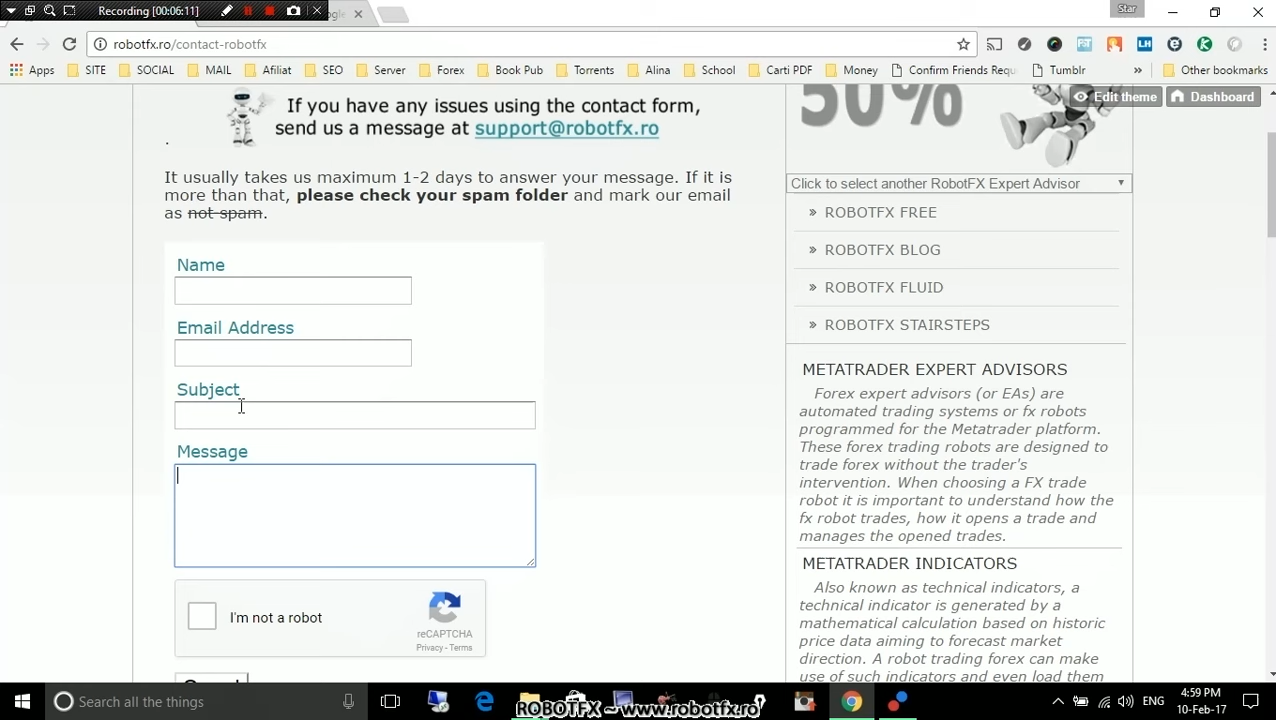 Recording [00:06:11]
Star
robotfx.ro/contact-robotfx
Apps SITE SOCIAL MAIL Afiliat SEO Server Forex Book Pub Torrents Alina School Carti PDF Money Confirm Friends Requ Tumblr » Other bookmarks
Edit theme Dashboard
If you have any issues using the contact form,
send us a message at support@robotfx.ro
.
It usually takes us maximum 1-2 days to answer your message. If it is
more than that, please check your spam folder and mark our email
as not spam.
Name
Email Address
Subject
Message
I'm not a robot
reCAPTCHA
Privacy - Terms
50%
Click to select another RobotFX Expert Advisor
» ROBOTFX FREE
» ROBOTFX BLOG
» ROBOTFX FLUID
» ROBOTFX STAIRSTEPS
METATRADER EXPERT ADVISORS
Forex expert advisors (or EAs) are
automated trading systems or fx robots
programmed for the Metatrader platform.
These forex trading robots are designed to
trade forex without the trader's
intervention. When choosing a FX trade
robot it is important to understand how the
fx robot trades, how it opens a trade and
manages the opened trades.
METATRADER INDICATORS
Also known as technical indicators, a
technical indicator is generated by a
mathematical calculation based on historic
price data aiming to forecast market
direction. A robot trading forex can make
use of such indicators and even load them
Search all the things
ROBOTFX ~ www.robotfx.ro
ENG
4:59 PM
10-Feb-17